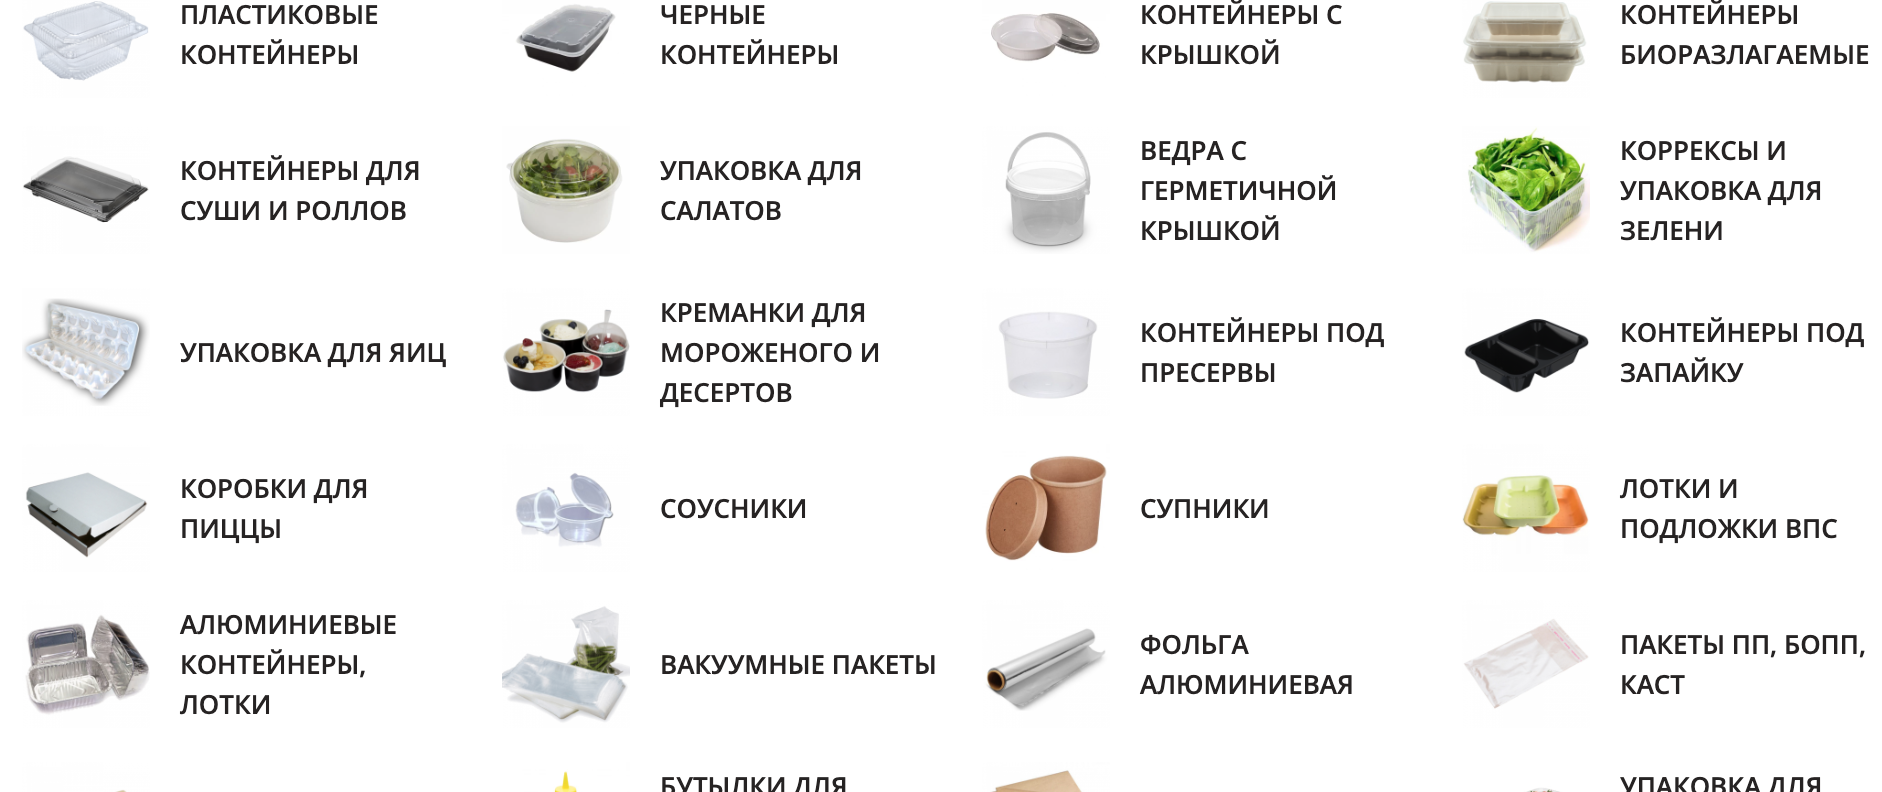 ПЛАСТИКОВЫЕ
КОНТЕЙНЕРЫ
ЧЕРНЫЕ
КОНТЕЙНЕРЫ
КОНТЕЙНЕРЫ С
КРЫШКОЙ
КОНТЕЙНЕРЫ
БИОРАЗЛАГАЕМЫЕ
КОНТЕЙНЕРЫ ДЛЯ
СУШИ И РОЛЛОВ
УПАКОВКА ДЛЯ
САЛАТОВ
ВЕДРА С
ГЕРМЕТИЧНОЙ
КРЫШКОЙ
КОРРЕКСЫ И
УПАКОВКА ДЛЯ
ЗЕЛЕНИ
УПАКОВКА ДЛЯ ЯИЦ
КРЕМАНКИ ДЛЯ
МОРОЖЕНОГО И
ДЕСЕРТОВ
КОНТЕЙНЕРЫ ПОД
ПРЕСЕРВЫ
КОНТЕЙНЕРЫ ПОД
ЗАПАЙКУ
КОРОБКИ ДЛЯ
ПИЦЦЫ
СОУСНИКИ
СУПНИКИ
ЛОТКИ И
ПОДЛОЖКИ ВПС
АЛЮМИНИЕВЫЕ
КОНТЕЙНЕРЫ,
ЛОТКИ
ВАКУУМНЫЕ ПАКЕТЫ
ФОЛЬГА
АЛЮМИНИЕВАЯ
ПАКЕТЫ ПП, БОПП,
КАСТ
БУТЫЛКИ ДЛЯ
УПАКОВКА ДЛЯ